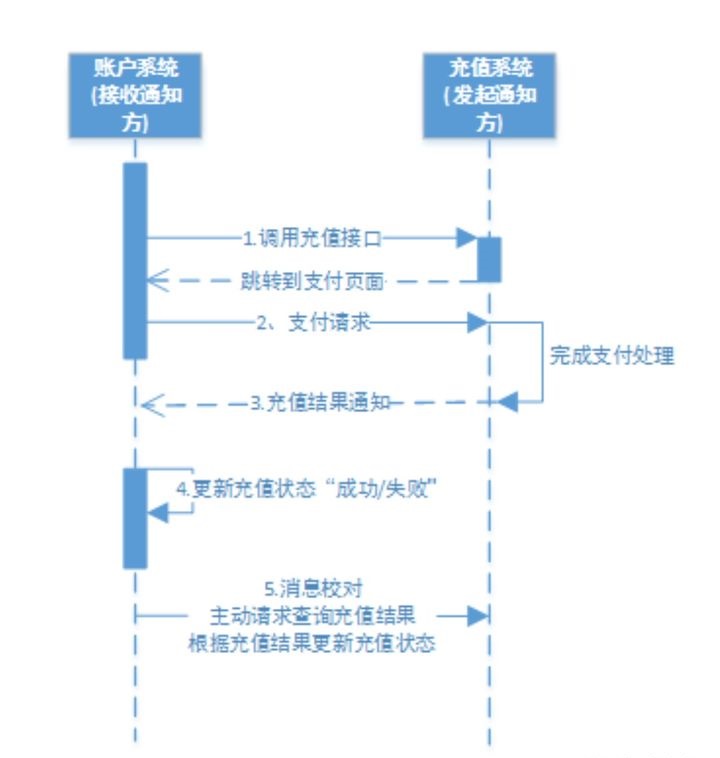 账户系统
(接收通知
方)
充值系统
(发起通知
方)
1.调用充值接口
跳转到支付页面
2、支付请求
完成支付处理
3.充值结果通知
4.更新充值状态“成功/失败”
5.消息校对
主动请求查询充值结果
根据充值结果更新充值状态